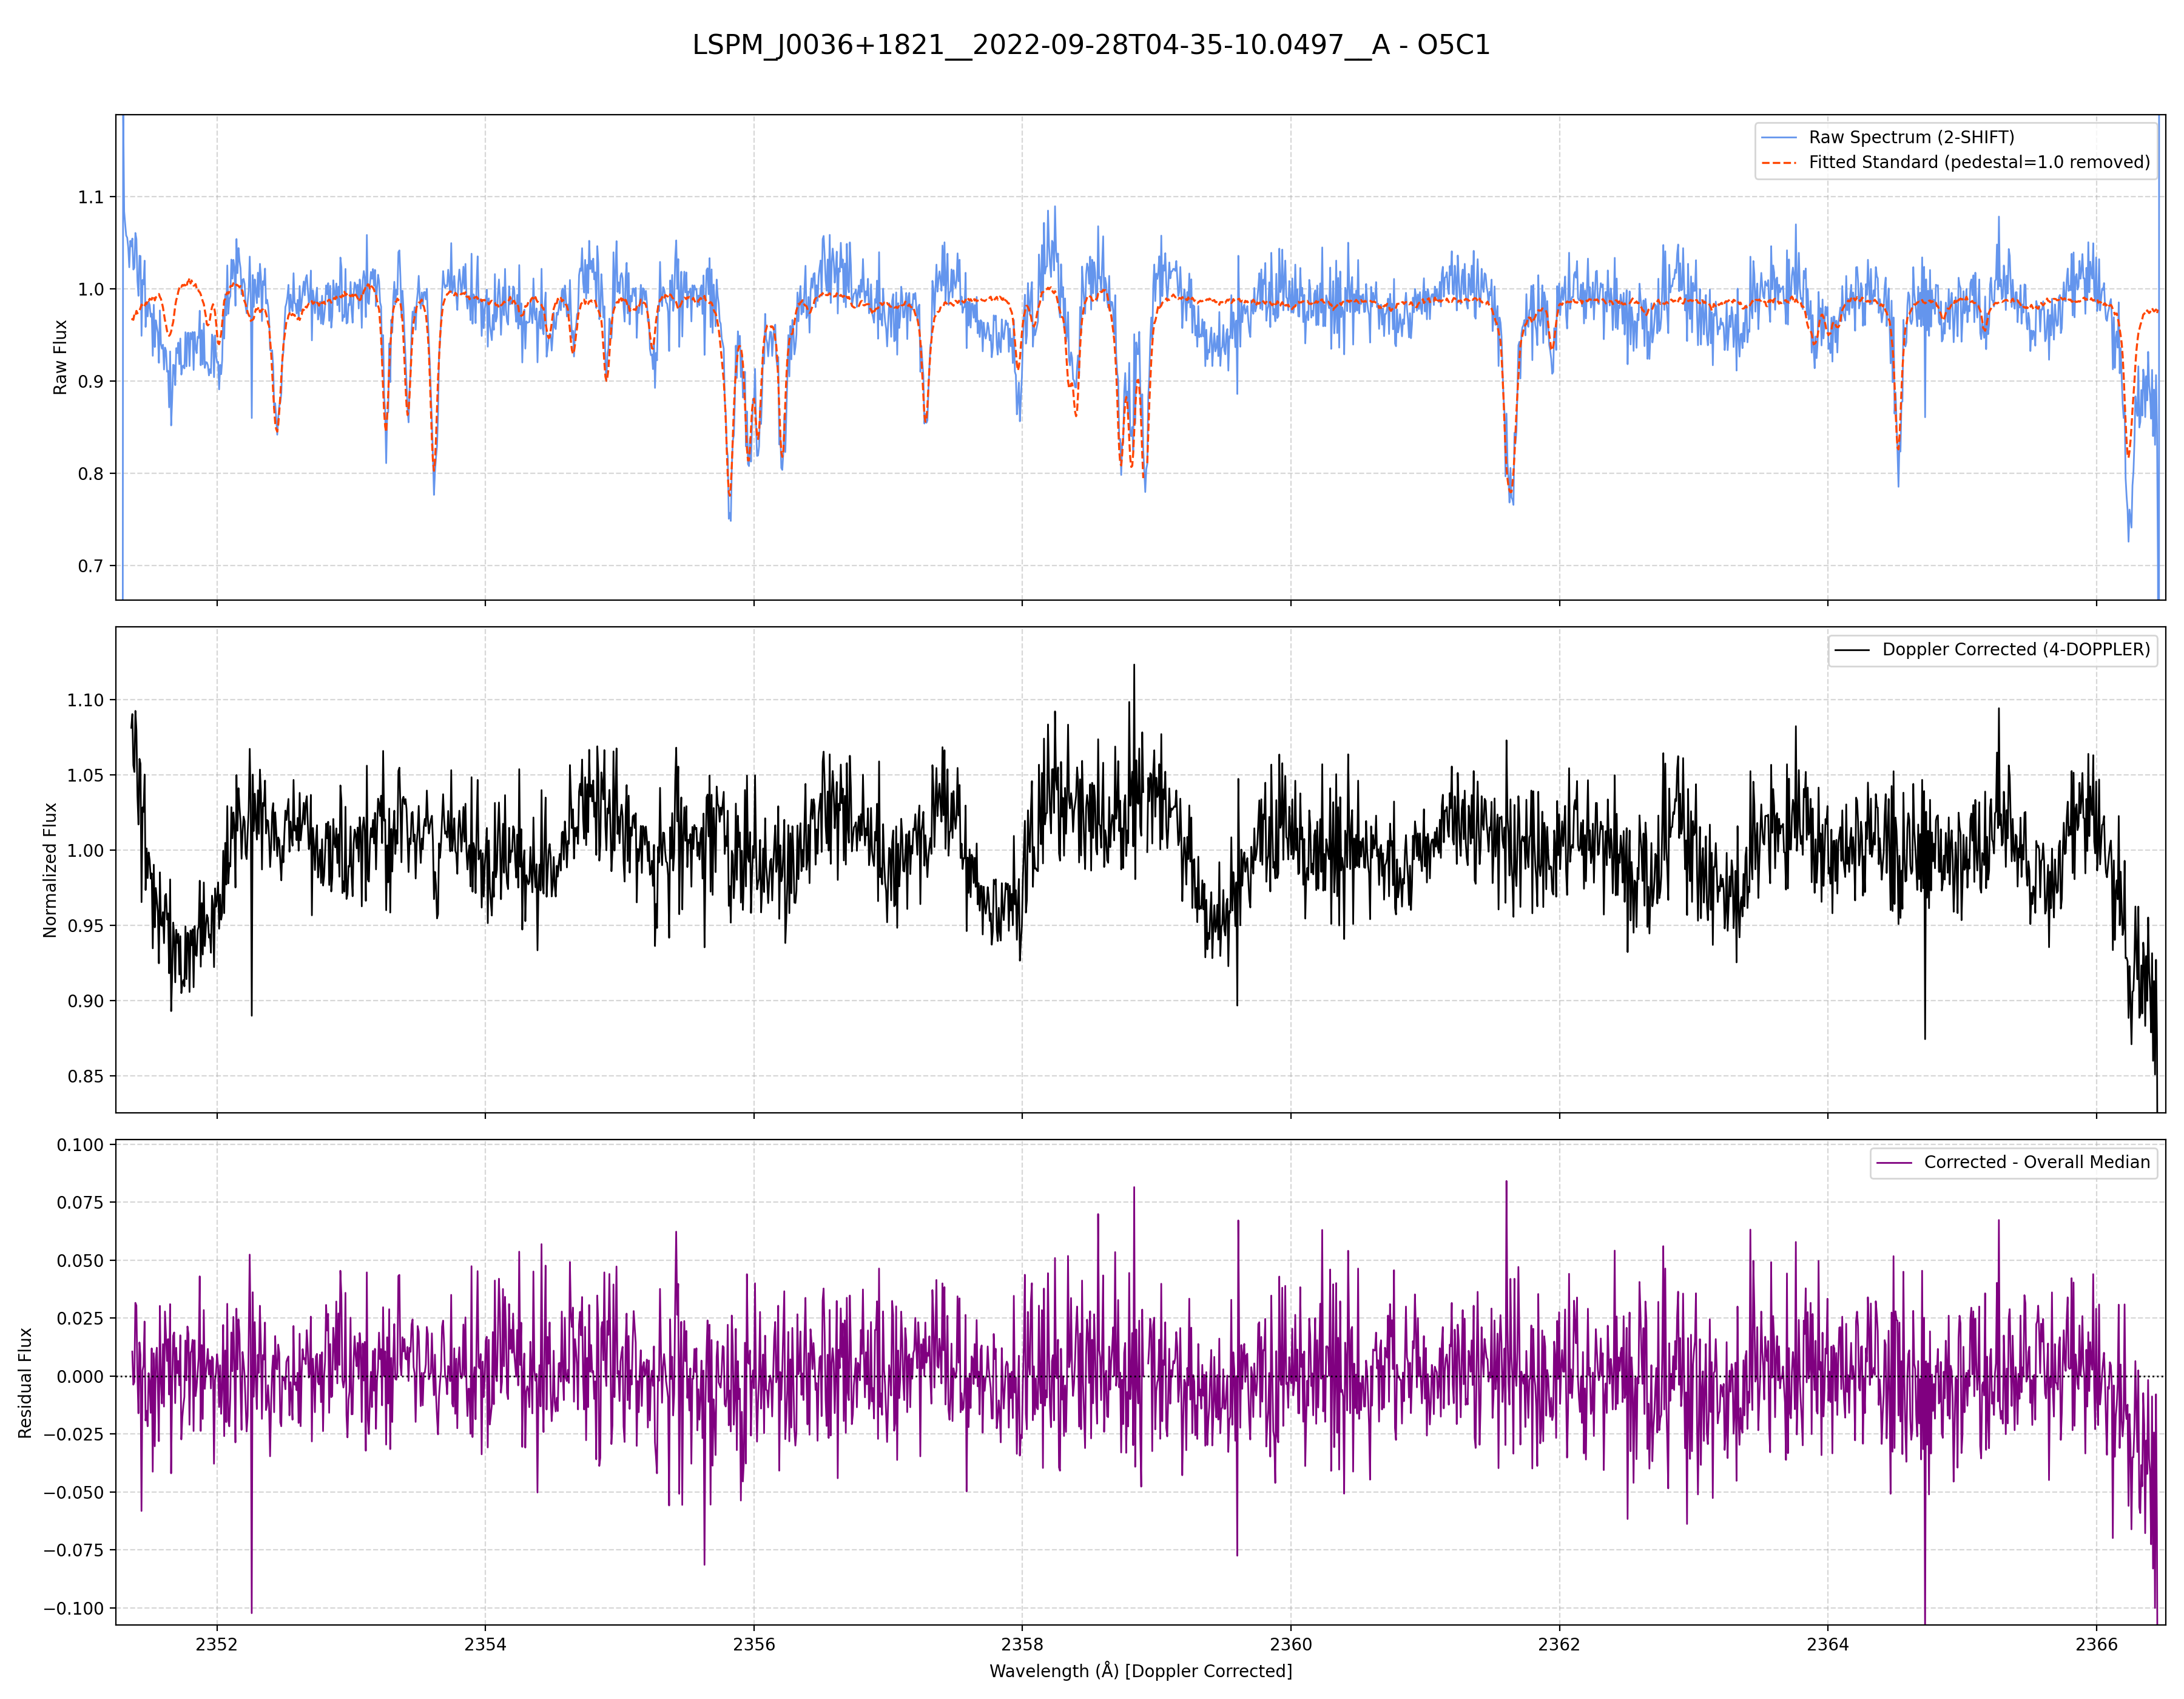 LSPM_J0036+1821__2022-09-28T04-35-10.0497__A - O5C1
Raw Spectrum (2-SHIFT)
Fitted Standard (pedestal=1.0 removed)
1.1
1.0
0.9
0.8
0.7
Raw Flux
Doppler Corrected (4-DOPPLER)
1.10
1.05
1.00
0.95
0.90
0.85
Normalized Flux
Corrected - Overall Median
0.100
0.075
0.050
0.025
0.000
−0.025
−0.050
−0.075
−0.100
Residual Flux
2352 2354 2356 2358 2360 2362 2364 2366
Wavelength (Å) [Doppler Corrected]